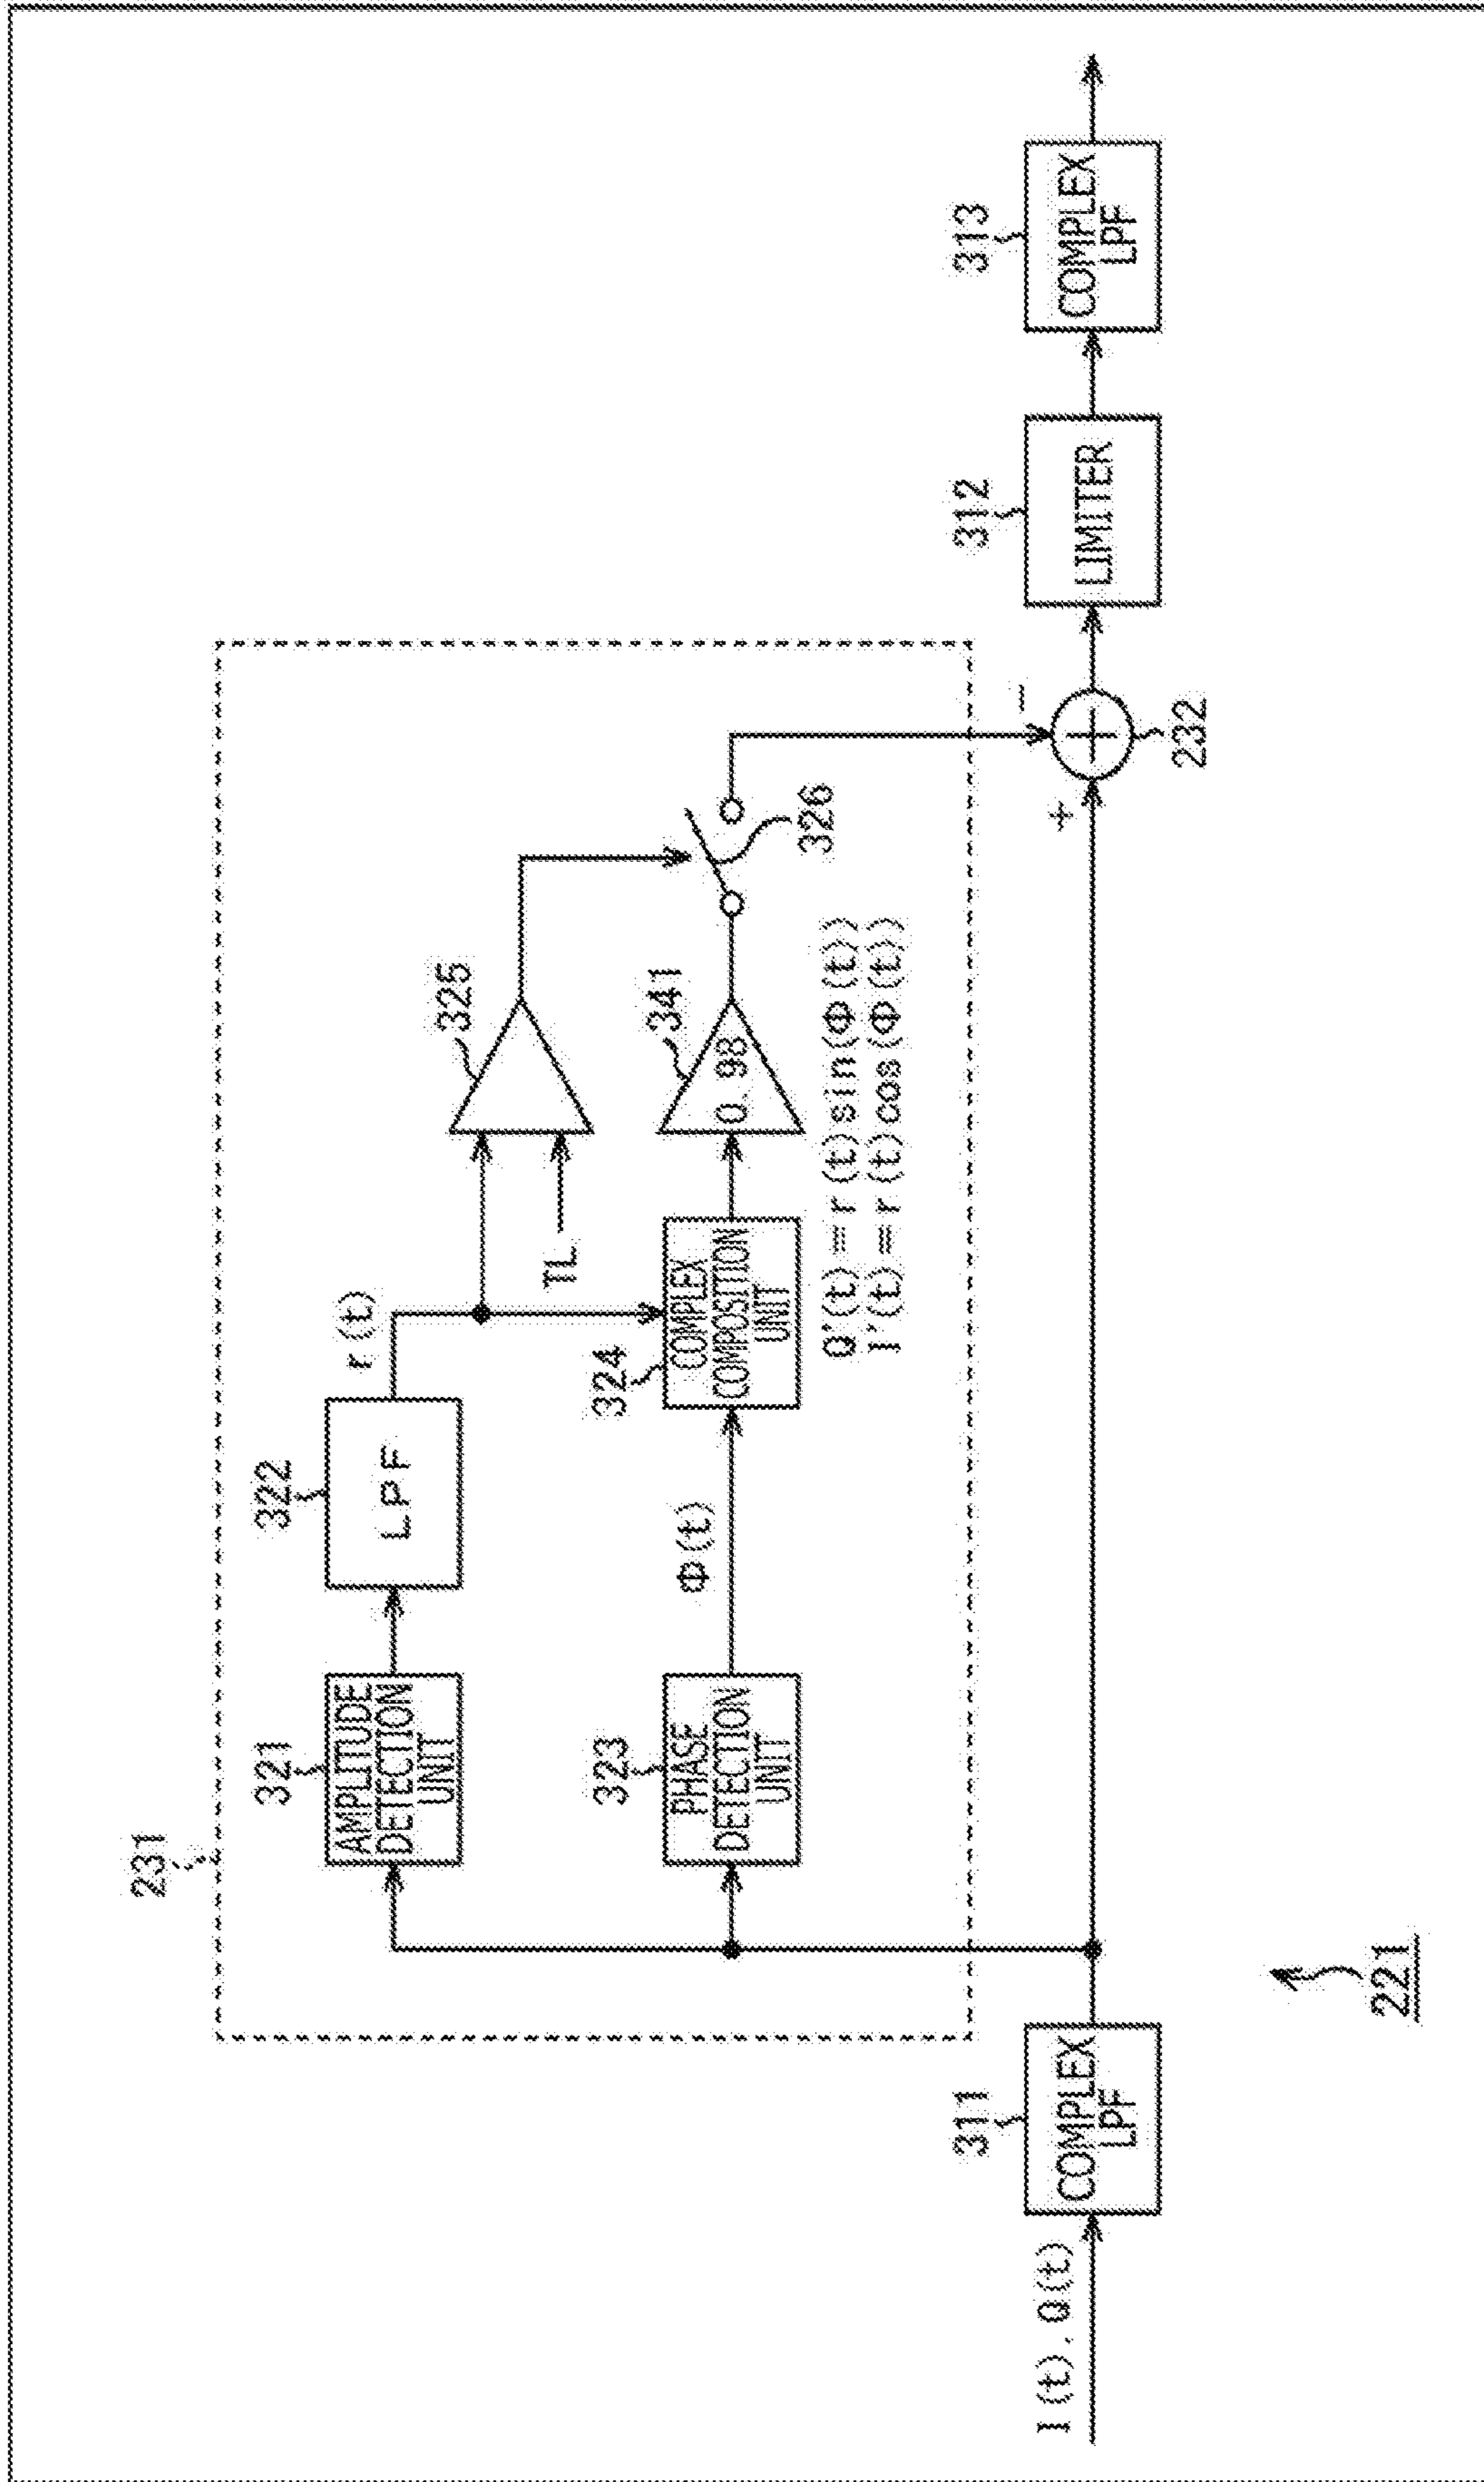 231
321
AMPLITUDE
DETECTION
UNIT
322
LPF
r(t)
TL
325
323
PHASE
DETECTION
UNIT
Φ(t)
324
COMPLEX
COMPOSITION
UNIT
341
0.98
326
Q'(t)=r(t)sin(Φ(t))
I'(t)=r(t)cos(Φ(t))
I(t).Q(t)
311
COMPLEX
LPF
+
−
232
312
LIMITER
313
COMPLEX
LPF
221